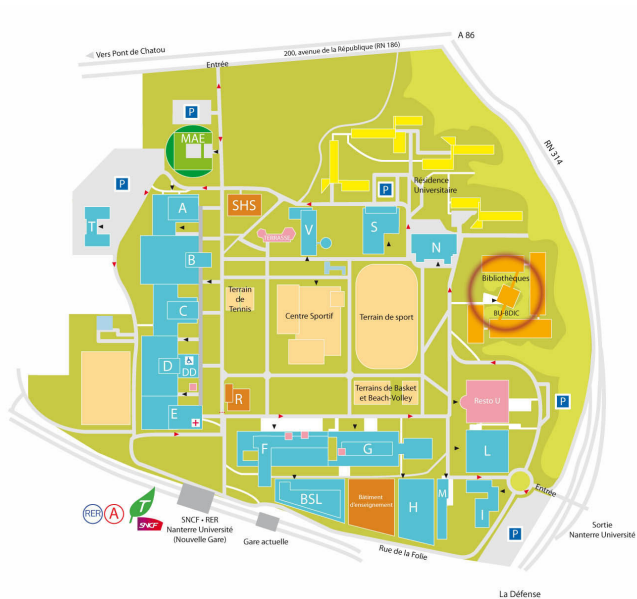 A 86
Vers Pont de Chatou
200, avenue de la République (RN 186)
Entrée
RN 314
P
MAE
P
Résidence
Universitaire
P
A
SHS
T
TERRASSE
V
S
N
B
Bibliothèques
BU-BDIC
Terrain
de
Tennis
C
Centre Sportif
Terrain de sport
D
DD
R
Terrains de Basket
et Beach-Volley
Resto U
P
E
F
G
L
BSL
Bâtiment
d'enseignement
H
M
I
Entrée
RER
A
T
SNCF
SNCF • RER
Nanterre Université
(Nouvelle Gare)
Gare actuelle
Rue de la Folie
P
Sortie
Nanterre Université
La Défense